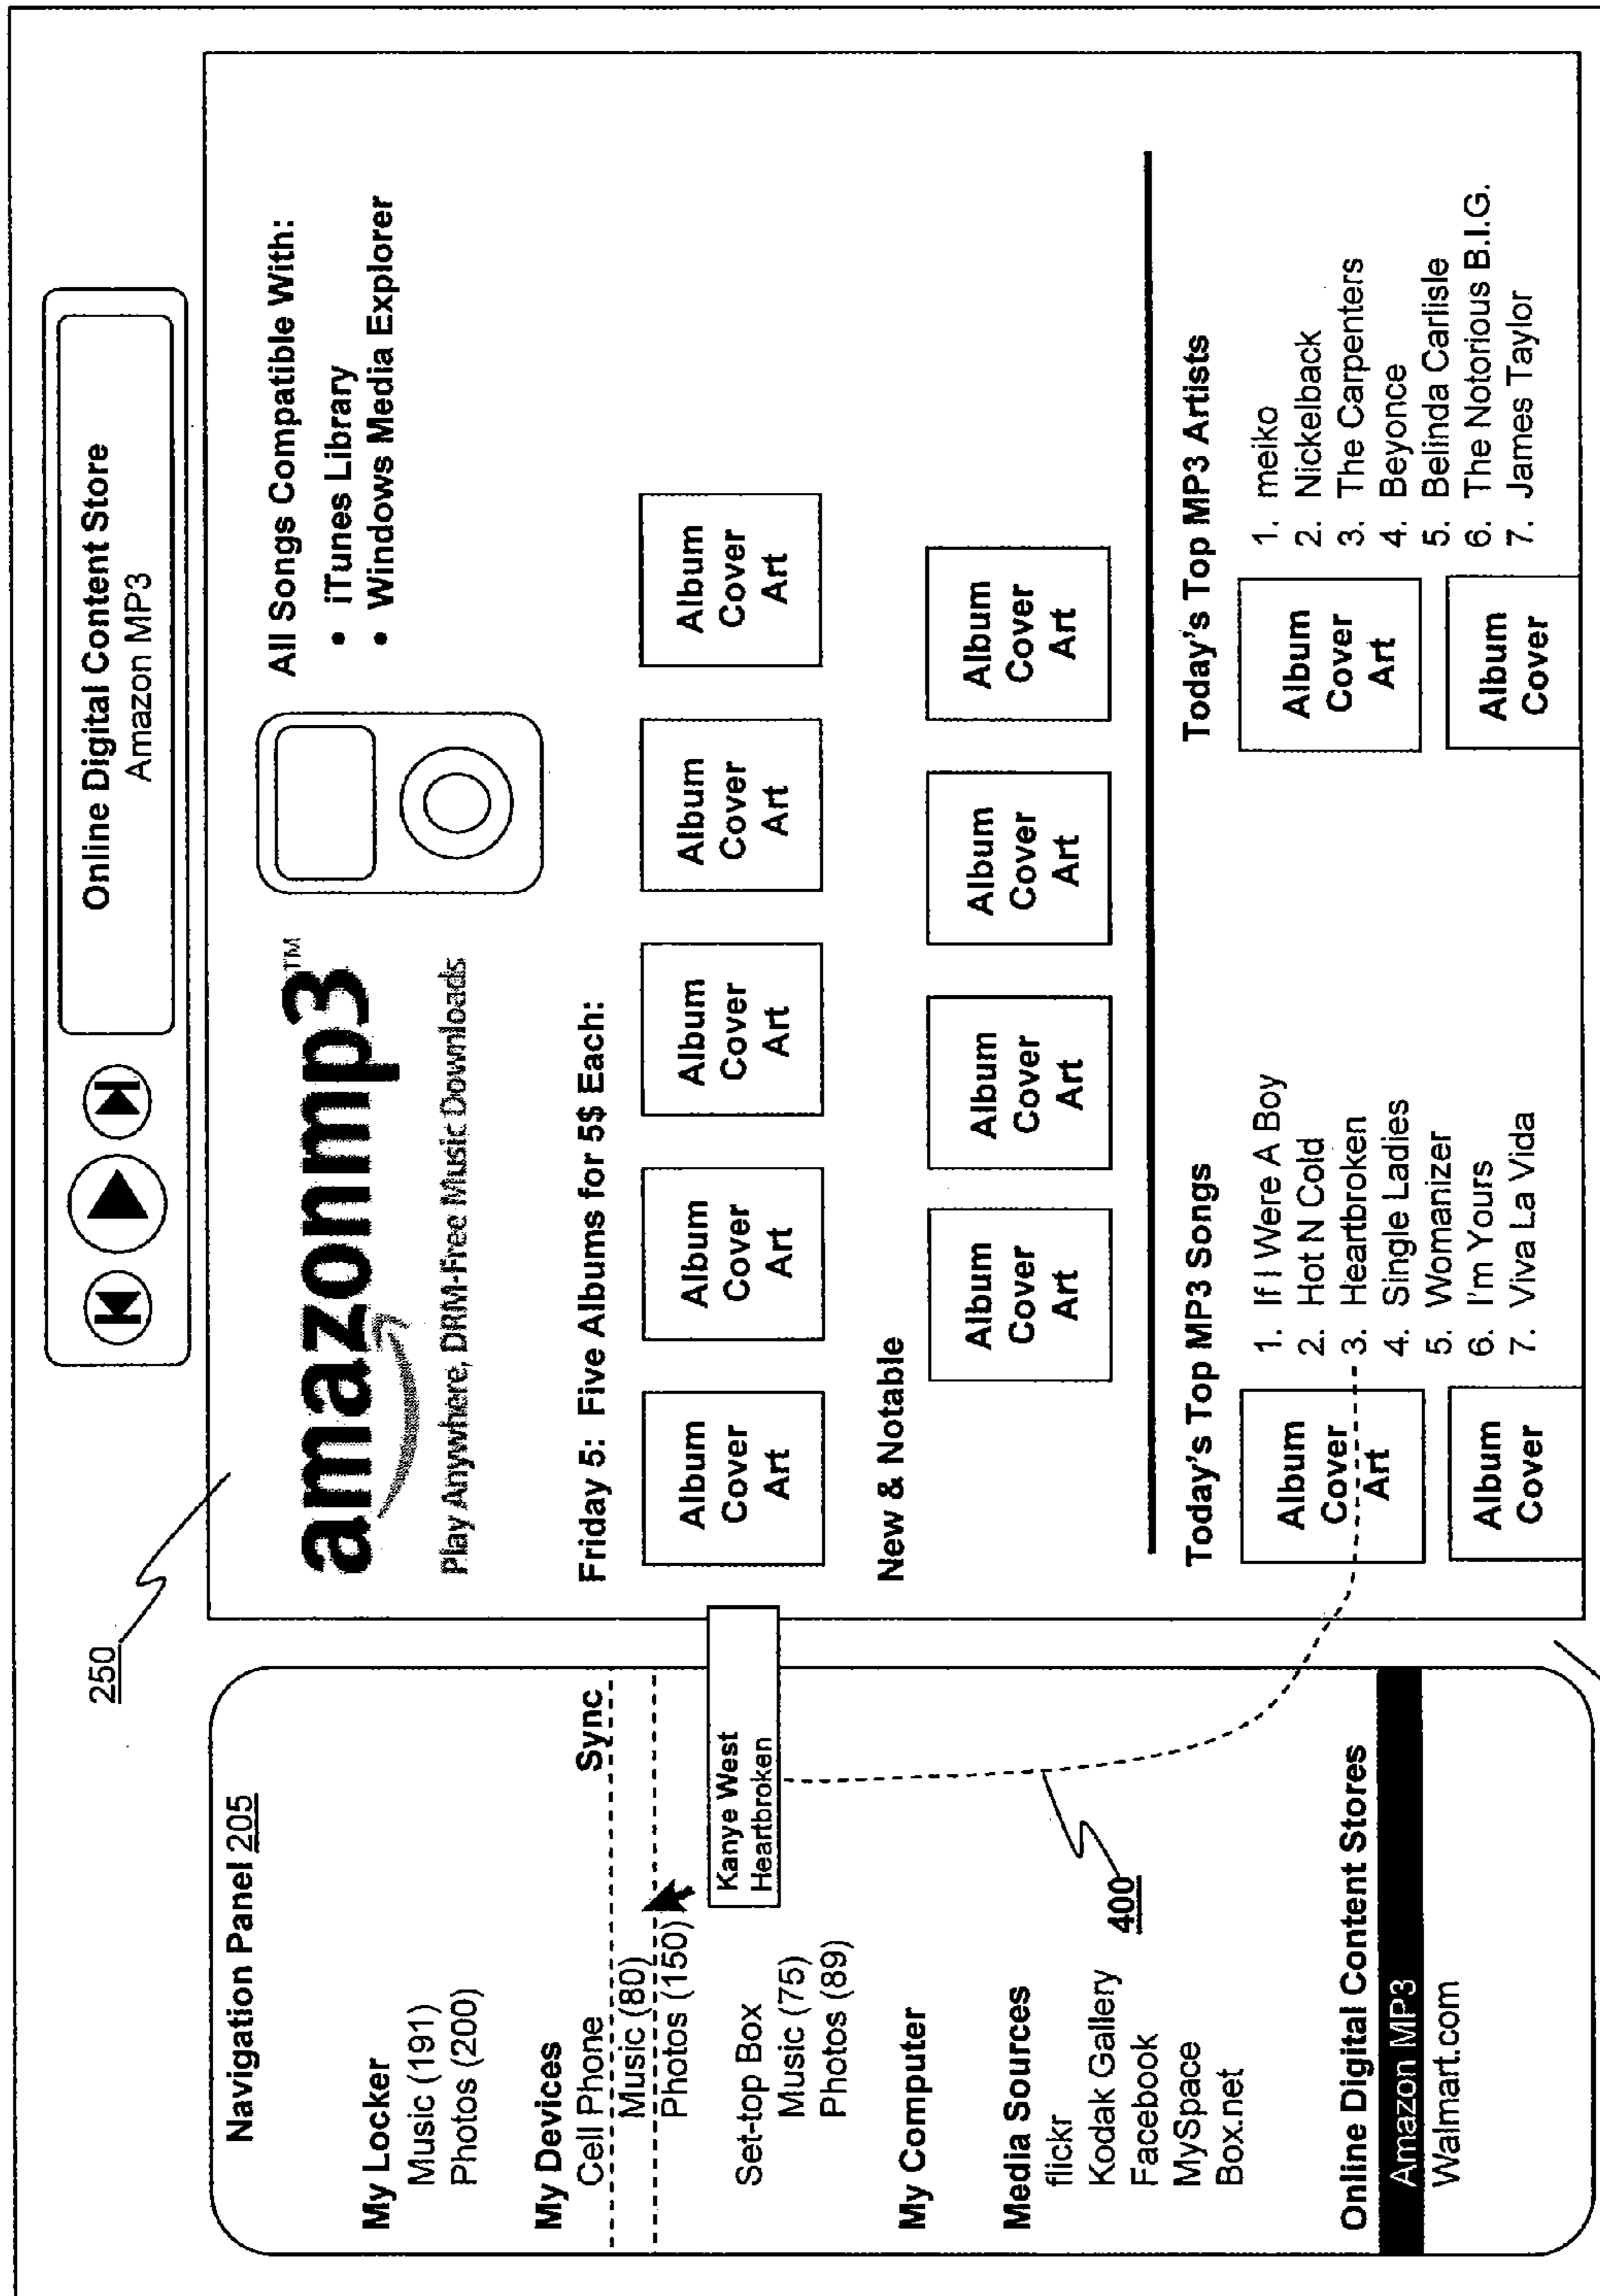 Online Digital Content Store
Amazon MP3
250
Navigation Panel 205
My Locker
Music (191)
Photos (200)
My Devices
Cell Phone
Sync
Music (80)
Photos (150)
Kanye West
Heartbroken
Set-top Box
Music (75)
Photos (89)
My Computer
400
Media Sources
flickr
Kodak Gallery
Facebook
MySpace
Box.net
Online Digital Content Stores
Amazon MP3
Walmart.com
amazonmp3™
Play Anywhere, DRM-Free Music Downloads
All Songs Compatible With:
• iTunes Library
• Windows Media Explorer
Friday 5: Five Albums for 5$ Each:
Album
Cover
Art
Album
Cover
Art
Album
Cover
Art
Album
Cover
Art
Album
Cover
Art
New & Notable
Album
Cover
Art
Album
Cover
Art
Album
Cover
Art
Album
Cover
Art
Today's Top MP3 Songs
Album
Cover
Art
Album
Cover
1. If I Were A Boy
2. Hot N Cold
3. Heartbroken
4. Single Ladies
5. Womanizer
6. I'm Yours
7. Viva La Vida
Today's Top MP3 Artists
Album
Cover
Art
Album
Cover
1. meiko
2. Nickelback
3. The Carpenters
4. Beyonce
5. Belinda Carlisle
6. The Notorious B.I.G.
7. James Taylor